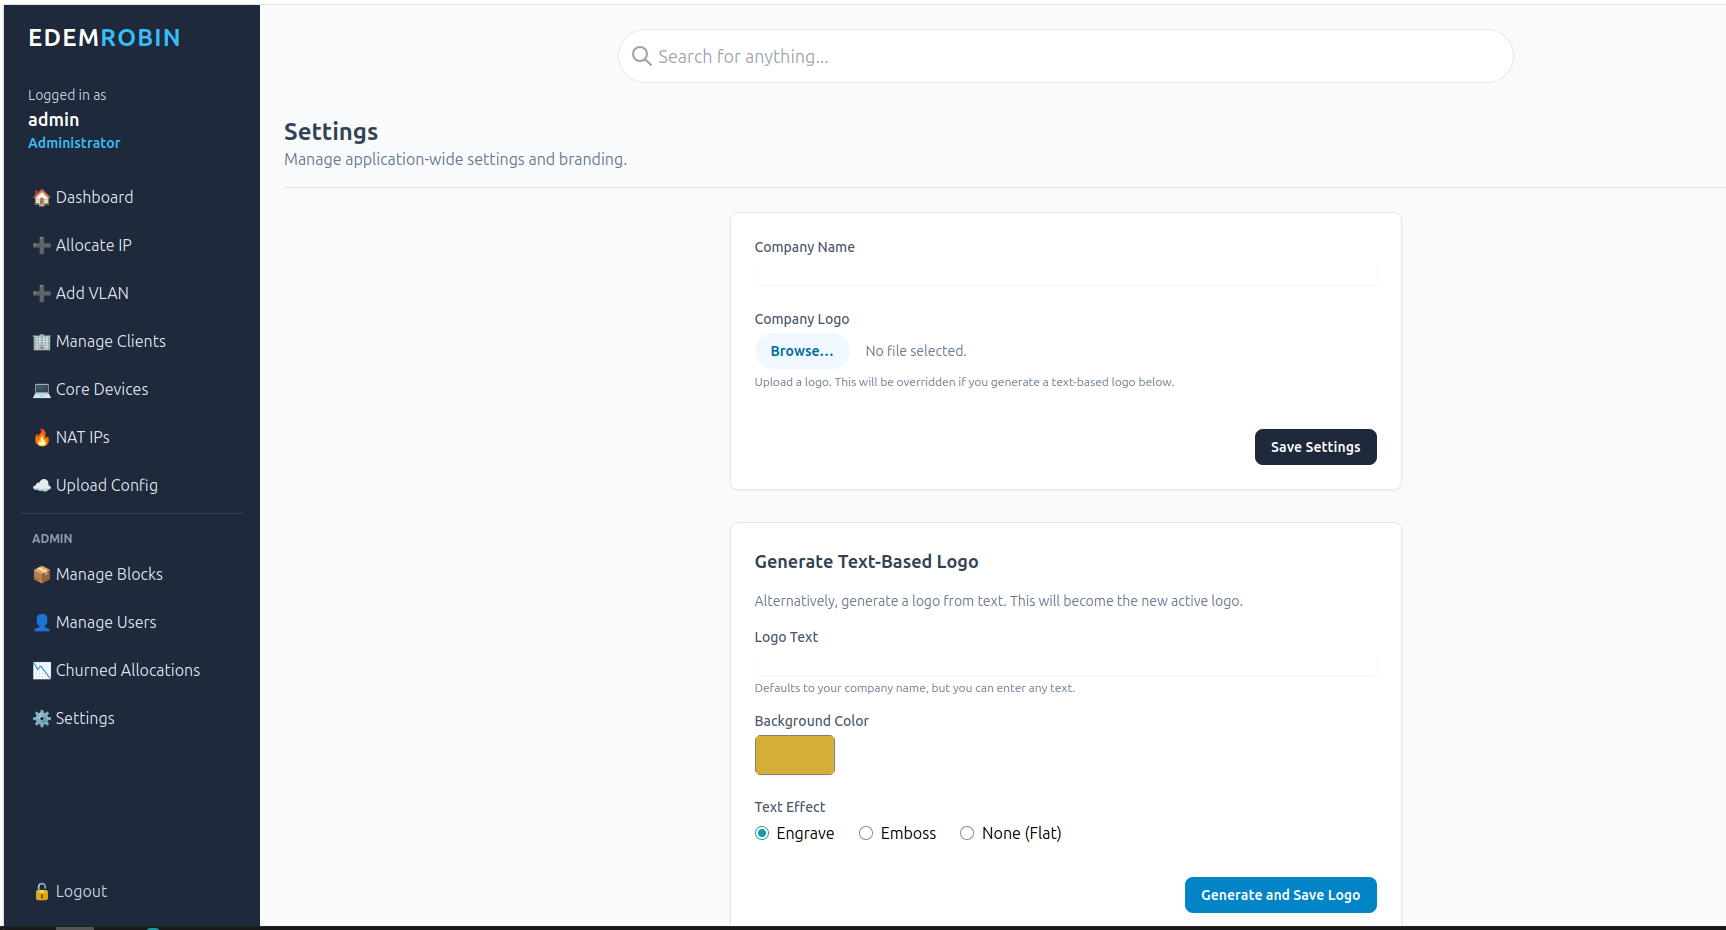 EDEMROBIN
Logged in as
admin
Administrator
Dashboard
Allocate IP
Add VLAN
Manage Clients
Core Devices
NAT IPs
Upload Config
ADMIN
Manage Blocks
Manage Users
Churned Allocations
Settings
Logout
Search for anything...
Settings
Manage application-wide settings and branding.
Company Name
Company Logo
Browse... No file selected.
Upload a logo. This will be overridden if you generate a text-based logo below.
Save Settings
Generate Text-Based Logo
Alternatively, generate a logo from text. This will become the new active logo.
Logo Text
Defaults to your company name, but you can enter any text.
Background Color
Text Effect
Engrave Emboss None (Flat)
Generate and Save Logo